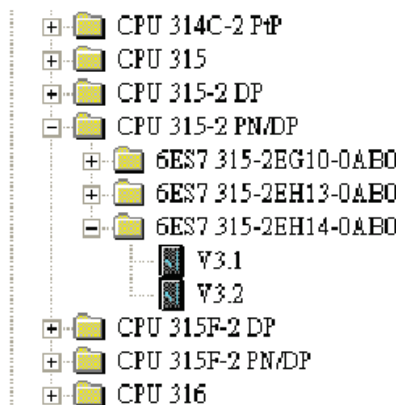 CPU 314C-2 PtP
CPU 315
CPU 315-2 DP
CPU 315-2 PN/DP
6ES7 315-2EG10-0AB0
6ES7 315-2EH13-0AB0
6ES7 315-2EH14-0AB0
V3.1
V3.2
CPU 315F-2 DP
CPU 315F-2 PN/DP
CPU 316